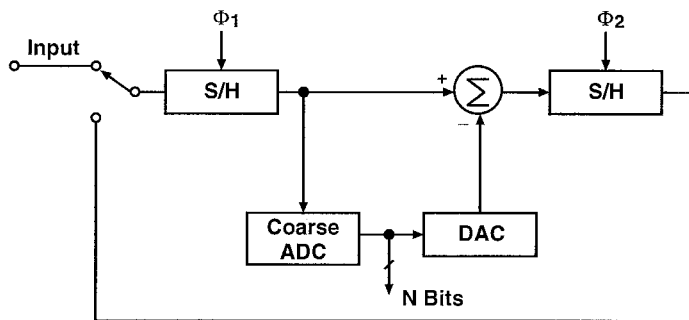 Φ1
Φ2
Input
S/H
+
Σ
−
S/H
Coarse
ADC
DAC
N Bits